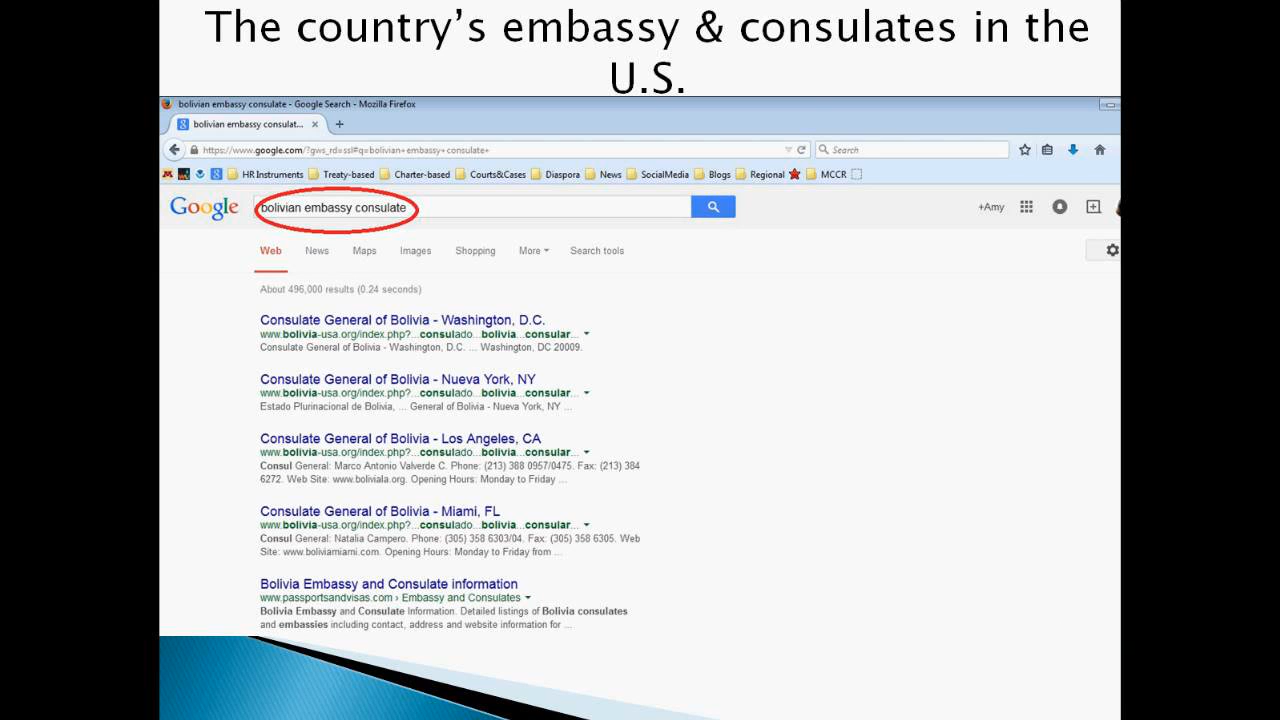 The country's embassy & consulates in the
U.S.
bolivian embassy consulate - Google Search - Mozilla Firefox
bolivian embassy consulat... × +
https://www.google.com/?gws_rd=ssl#q=bolivian+embassy+consulate+
Search
HR Instruments Treaty-based Charter-based Courts&Cases Diaspora News SocialMedia Blogs Regional MCCR
Google bolivian embassy consulate +Amy
Web News Maps Images Shopping More Search tools
About 496,000 results (0.24 seconds)
Consulate General of Bolivia - Washington, D.C.
www.bolivia-usa.org/index.php?...consulado...bolivia...consular...
Consulate General of Bolivia - Washington, D.C. ... Washington, DC 20009.
Consulate General of Bolivia - Nueva York, NY
www.bolivia-usa.org/index.php?...consulado...bolivia...consular...
Estado Plurinacional de Bolivia, ... General of Bolivia - Nueva York, NY ...
Consulate General of Bolivia - Los Angeles, CA
www.bolivia-usa.org/index.php?...consulado...bolivia...consular...
Consul General: Marco Antonio Valverde C. Phone: (213) 388 0957/0475. Fax: (213) 384
6272. Web Site: www.boliviala.org. Opening Hours: Monday to Friday ...
Consulate General of Bolivia - Miami, FL
www.bolivia-usa.org/index.php?...consulado...bolivia...consular...
Consul General: Natalia Campero. Phone: (305) 358 6303/04. Fax: (305) 358 6305. Web
Site: www.boliviamiami.com. Opening Hours: Monday to Friday from ...
Bolivia Embassy and Consulate information
www.passportsandvisas.com › Embassy and Consulates
Bolivia Embassy and Consulate Information. Detailed listings of Bolivia consulates
and embassies including contact, address and website information for ...